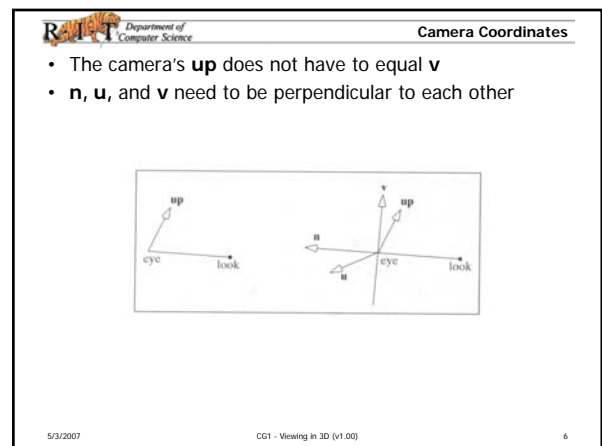 R I T Department of
Computer Science
Camera Coordinates
• The camera's up does not have to equal v
• n, u, and v need to be perpendicular to each other
up
eye
look
v
up
n
u
eye
look
5/3/2007
CG1 - Viewing in 3D (v1.00)
6